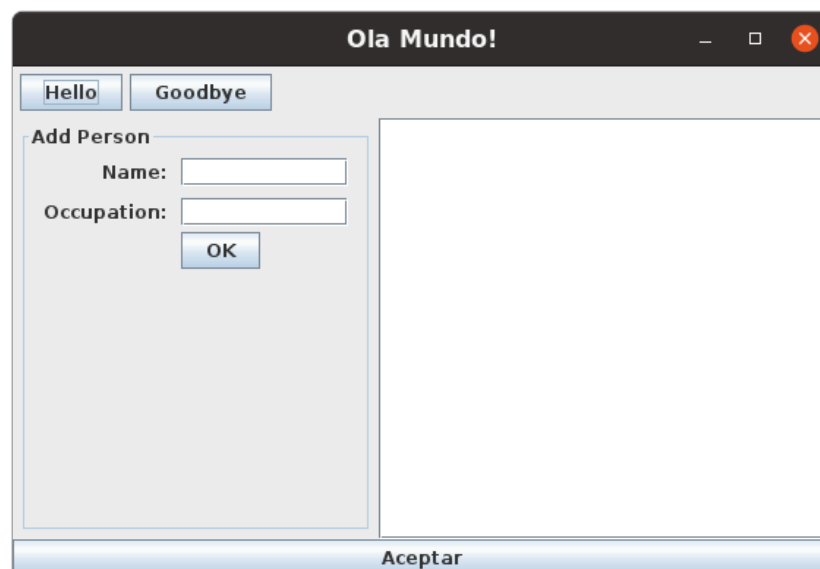 Ola Mundo!
Hello Goodbye
Add Person
Name:
Occupation:
OK
Aceptar